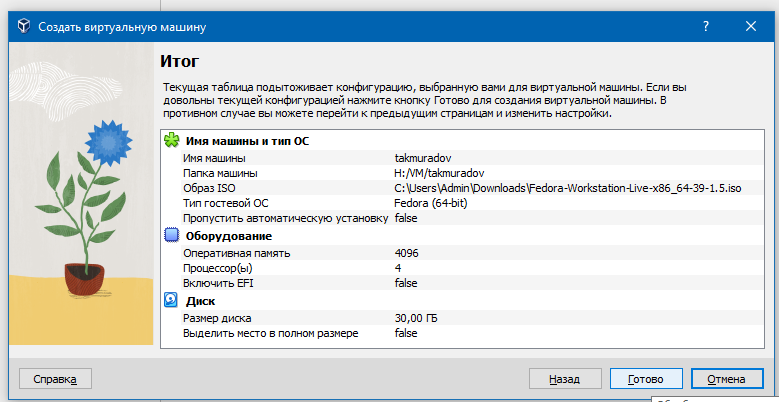 Создать виртуальную машину
Итог
Текущая таблица подытоживает конфигурацию, выбранную вами для виртуальной машины. Если вы
довольны текущей конфигурацией нажмите кнопку Готово для создания виртуальной машины. В
противном случае вы можете перейти к предыдущим страницам и изменить настройки.
Имя машины и тип ОС
Имя машины takmuradov
Папка машины H:/VM/takmuradov
Образ ISO C:\Users\Admin\Downloads\Fedora-Workstation-Live-x86_64-39-1.5.iso
Тип гостевой ОС Fedora (64-bit)
Пропустить автоматическую установку false
Оборудование
Оперативная память 4096
Процессор(ы) 4
Включить EFI false
Диск
Размер диска 30,00 ГБ
Выделить место в полном размере false
Справка Назад Готово Отмена